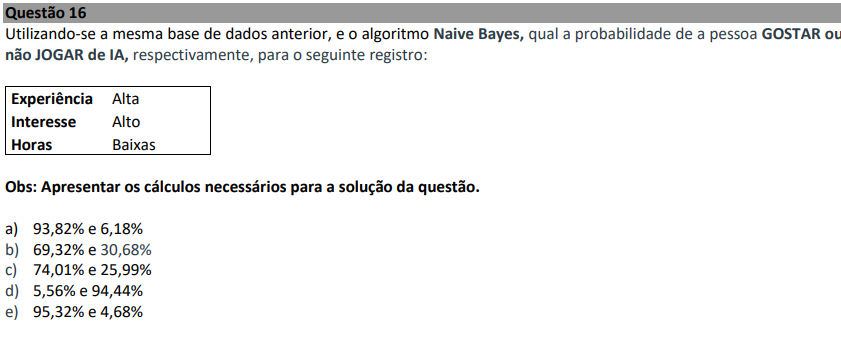 Questão 16
Utilizando-se a mesma base de dados anterior, e o algoritmo Naive Bayes, qual a probabilidade de a pessoa GOSTAR ou
não JOGAR de IA, respectivamente, para o seguinte registro:
Experiência Alta
Interesse Alto
Horas Baixas
Obs: Apresentar os cálculos necessários para a solução da questão.
a) 93,82% e 6,18%
b) 69,32% e 30,68%
c) 74,01% e 25,99%
d) 5,56% e 94,44%
e) 95,32% e 4,68%